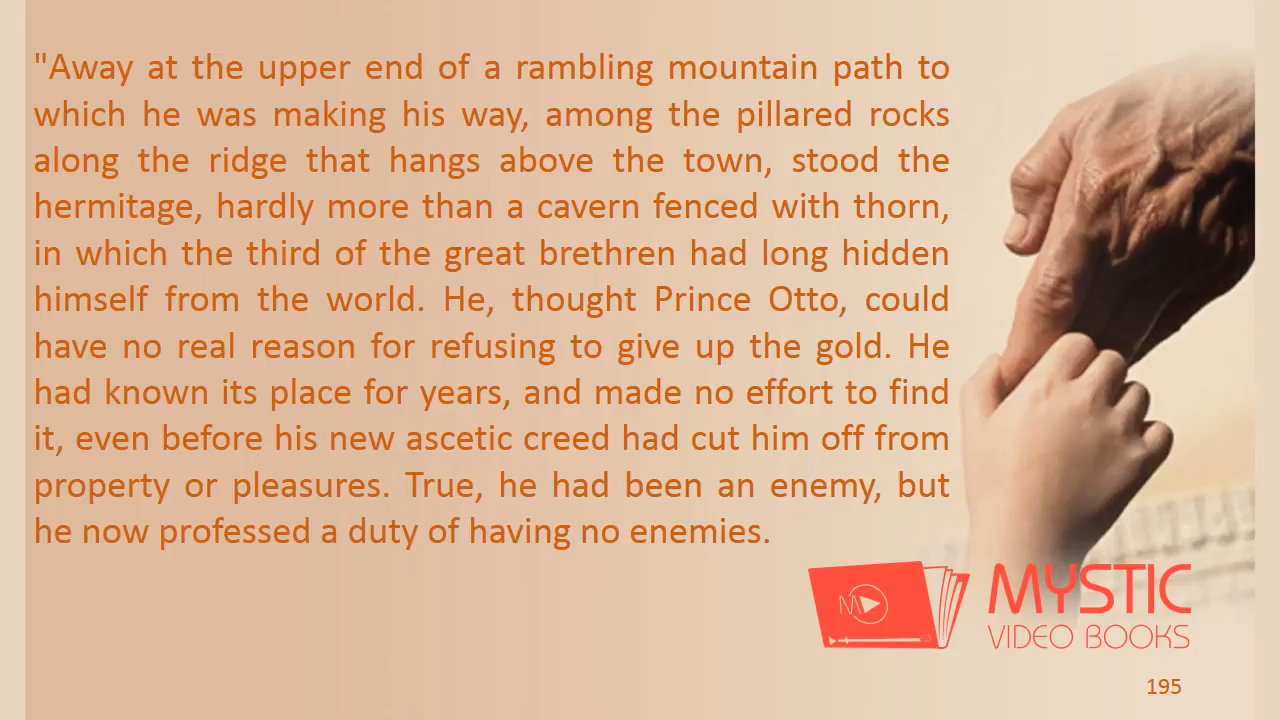 "Away at the upper end of a rambling mountain path to
which he was making his way, among the pillared rocks
along the ridge that hangs above the town, stood the
hermitage, hardly more than a cavern fenced with thorn,
in which the third of the great brethren had long hidden
himself from the world. He, thought Prince Otto, could
have no real reason for refusing to give up the gold. He
had known its place for years, and made no effort to find
it, even before his new ascetic creed had cut him off from
property or pleasures. True, he had been an enemy, but
he now professed a duty of having no enemies.
M
MYSTIC
VIDEO BOOKS
195